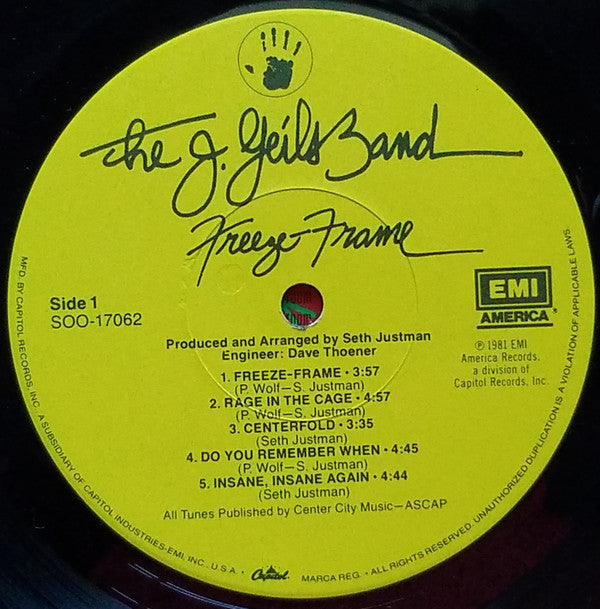 The J. Geils Band
Freeze-Frame
Side 1
SOO-17062
EMI
AMERICA®
Produced and Arranged by Seth Justman
Engineer: Dave Thoener
℗ 1981 EMI
America Records,
a division of
Capitol Records, Inc.
1. FREEZE-FRAME • 3:57
(P. Wolf—S. Justman)
2. RAGE IN THE CAGE • 4:57
(P. Wolf—S. Justman)
3. CENTERFOLD • 3:35
(Seth Justman)
4. DO YOU REMEMBER WHEN • 4:45
(P. Wolf—S. Justman)
5. INSANE, INSANE AGAIN • 4:44
(Seth Justman)
All Tunes Published by Center City Music—ASCAP
MFD. BY CAPITOL RECORDS, INC., A SUBSIDIARY OF CAPITOL INDUSTRIES-EMI, INC., U.S.A. • Capitol. MARCA REG. • ALL RIGHTS RESERVED. UNAUTHORIZED DUPLICATION IS A VIOLATION OF APPLICABLE LAWS.